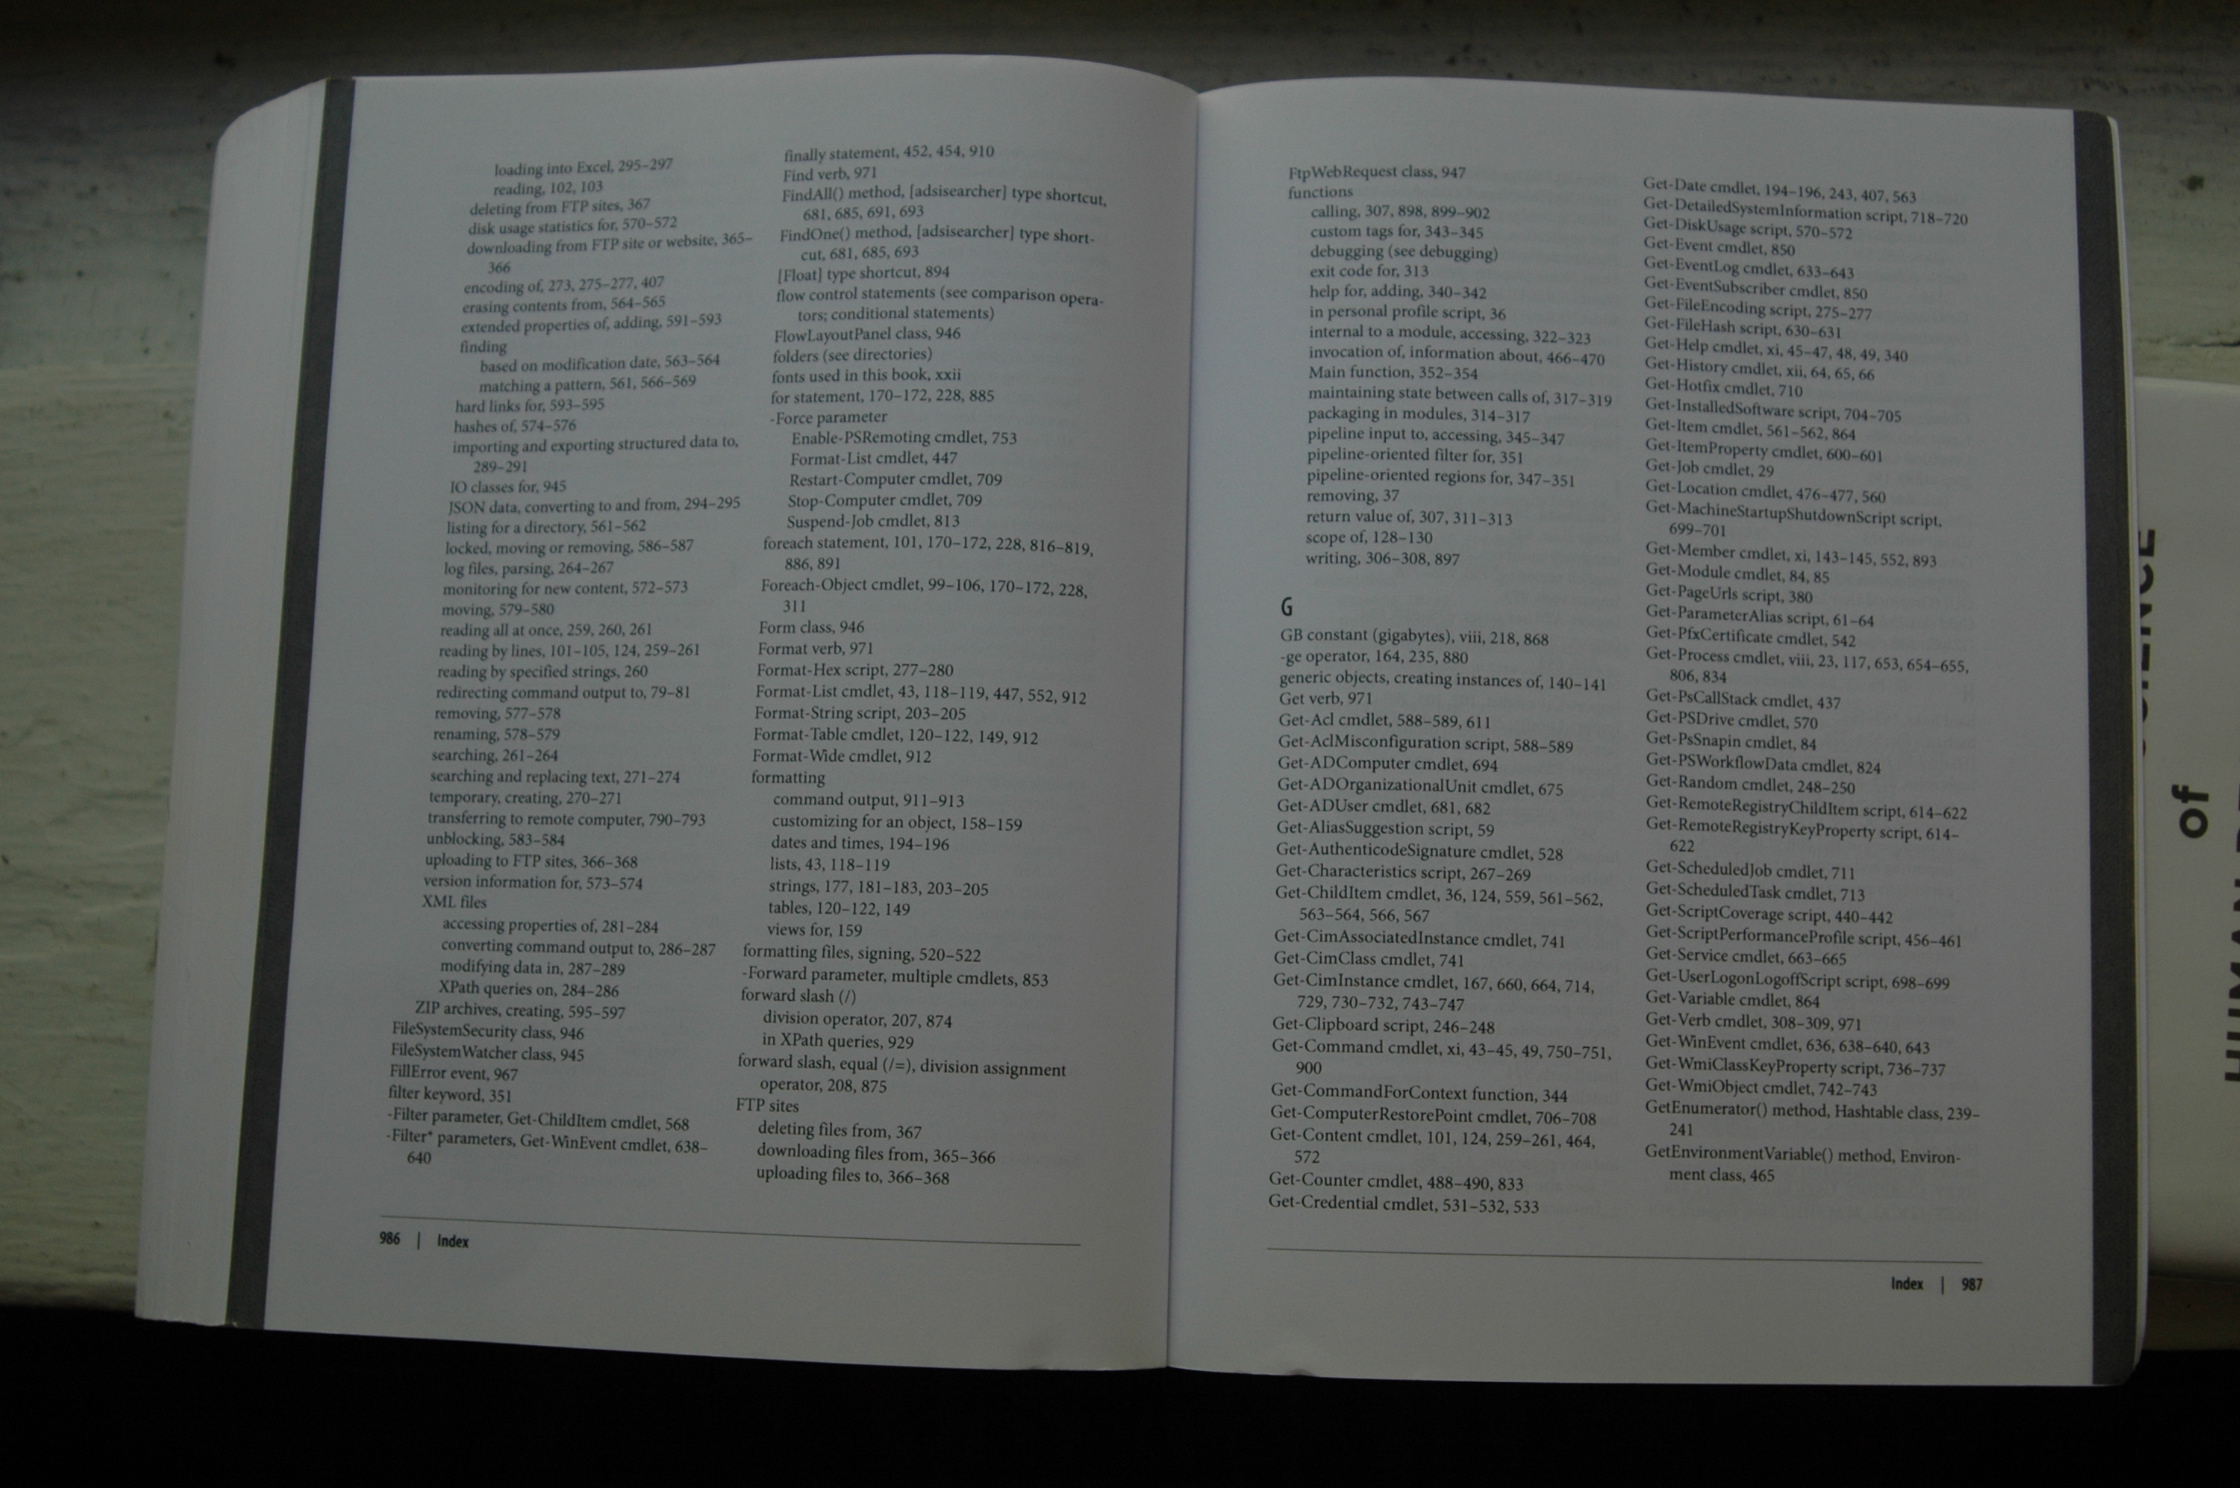 loading into Excel, 295–297
reading, 102, 103
deleting from FTP sites, 367
disk usage statistics for, 570–572
downloading from FTP site or website, 365–
366
encoding of, 273, 275–277, 407
erasing contents from, 564–565
extended properties of, adding, 591–593
finding
based on modification date, 563–564
matching a pattern, 561, 566–569
hard links for, 593–595
hashes of, 574–576
importing and exporting structured data to,
289–291
IO classes for, 945
JSON data, converting to and from, 294–295
listing for a directory, 561–562
locked, moving or removing, 586–587
log files, parsing, 264–267
monitoring for new content, 572–573
moving, 579–580
reading all at once, 259, 260, 261
reading by lines, 101–105, 124, 259–261
reading by specified strings, 260
redirecting command output to, 79–81
removing, 577–578
renaming, 578–579
searching, 261–264
searching and replacing text, 271–274
temporary, creating, 270–271
transferring to remote computer, 790–793
unblocking, 583–584
uploading to FTP sites, 366–368
version information for, 573–574
XML files
accessing properties of, 281–284
converting command output to, 286–287
modifying data in, 287–289
XPath queries on, 284–286
ZIP archives, creating, 595–597
FileSystemSecurity class, 946
FileSystemWatcher class, 945
FillError event, 967
filter keyword, 351
-Filter parameter, Get-ChildItem cmdlet, 568
-Filter* parameters, Get-WinEvent cmdlet, 638–
640
finally statement, 452, 454, 910
Find verb, 971
FindAll() method, [adsisearcher] type shortcut,
681, 685, 691, 693
FindOne() method, [adsisearcher] type short-
cut, 681, 685, 693
[Float] type shortcut, 894
flow control statements (see comparison opera-
tors; conditional statements)
FlowLayoutPanel class, 946
folders (see directories)
fonts used in this book, xxii
for statement, 170–172, 228, 885
-Force parameter
Enable-PSRemoting cmdlet, 753
Format-List cmdlet, 447
Restart-Computer cmdlet, 709
Stop-Computer cmdlet, 709
Suspend-Job cmdlet, 813
foreach statement, 101, 170–172, 228, 816–819,
886, 891
Foreach-Object cmdlet, 99–106, 170–172, 228,
311
Form class, 946
Format verb, 971
Format-Hex script, 277–280
Format-List cmdlet, 43, 118–119, 447, 552, 912
Format-String script, 203–205
Format-Table cmdlet, 120–122, 149, 912
Format-Wide cmdlet, 912
formatting
command output, 911–913
customizing for an object, 158–159
dates and times, 194–196
lists, 43, 118–119
strings, 177, 181–183, 203–205
tables, 120–122, 149
views for, 159
formatting files, signing, 520–522
-Forward parameter, multiple cmdlets, 853
forward slash (/)
division operator, 207, 874
in XPath queries, 929
forward slash, equal (/=), division assignment
operator, 208, 875
FTP sites
deleting files from, 367
downloading files from, 365–366
uploading files to, 366–368
986 | Index
FtpWebRequest class, 947
functions
calling, 307, 898, 899–902
custom tags for, 343–345
debugging (see debugging)
exit code for, 313
help for, adding, 340–342
in personal profile script, 36
internal to a module, accessing, 322–323
invocation of, information about, 466–470
Main function, 352–354
maintaining state between calls of, 317–319
packaging in modules, 314–317
pipeline input to, accessing, 345–347
pipeline-oriented filter for, 351
pipeline-oriented regions for, 347–351
removing, 37
return value of, 307, 311–313
scope of, 128–130
writing, 306–308, 897
G
GB constant (gigabytes), viii, 218, 868
-ge operator, 164, 235, 880
generic objects, creating instances of, 140–141
Get verb, 971
Get-Acl cmdlet, 588–589, 611
Get-AclMisconfiguration script, 588–589
Get-ADComputer cmdlet, 694
Get-ADOrganizationalUnit cmdlet, 675
Get-ADUser cmdlet, 681, 682
Get-AliasSuggestion script, 59
Get-AuthenticodeSignature cmdlet, 528
Get-Characteristics script, 267–269
Get-ChildItem cmdlet, 36, 124, 559, 561–562,
563–564, 566, 567
Get-CimAssociatedInstance cmdlet, 741
Get-CimClass cmdlet, 741
Get-CimInstance cmdlet, 167, 660, 664, 714,
729, 730–732, 743–747
Get-Clipboard script, 246–248
Get-Command cmdlet, xi, 43–45, 49, 750–751,
900
Get-CommandForContext function, 344
Get-ComputerRestorePoint cmdlet, 706–708
Get-Content cmdlet, 101, 124, 259–261, 464,
572
Get-Counter cmdlet, 488–490, 833
Get-Credential cmdlet, 531–532, 533
Get-Date cmdlet, 194–196, 243, 407, 563
Get-DetailedSystemInformation script, 718–720
Get-DiskUsage script, 570–572
Get-Event cmdlet, 850
Get-EventLog cmdlet, 633–643
Get-EventSubscriber cmdlet, 850
Get-FileEncoding script, 275–277
Get-FileHash script, 630–631
Get-Help cmdlet, xi, 45–47, 48, 49, 340
Get-History cmdlet, xii, 64, 65, 66
Get-Hotfix cmdlet, 710
Get-InstalledSoftware script, 704–705
Get-Item cmdlet, 561–562, 864
Get-ItemProperty cmdlet, 600–601
Get-Job cmdlet, 29
Get-Location cmdlet, 476–477, 560
Get-MachineStartupShutdownScript script,
699–701
Get-Member cmdlet, xi, 143–145, 552, 893
Get-Module cmdlet, 84, 85
Get-PageUrls script, 380
Get-ParameterAlias script, 61–64
Get-PfxCertificate cmdlet, 542
Get-Process cmdlet, viii, 23, 117, 653, 654–655,
806, 834
Get-PsCallStack cmdlet, 437
Get-PSDrive cmdlet, 570
Get-PsSnapin cmdlet, 84
Get-PSWorkflowData cmdlet, 824
Get-Random cmdlet, 248–250
Get-RemoteRegistryChildItem script, 614–622
Get-RemoteRegistryKeyProperty script, 614–
622
Get-ScheduledJob cmdlet, 711
Get-ScheduledTask cmdlet, 713
Get-ScriptCoverage script, 440–442
Get-ScriptPerformanceProfile script, 456–461
Get-Service cmdlet, 663–665
Get-UserLogonLogoffScript script, 698–699
Get-Variable cmdlet, 864
Get-Verb cmdlet, 308–309, 971
Get-WinEvent cmdlet, 636, 638–640, 643
Get-WmiClassKeyProperty script, 736–737
Get-WmiObject cmdlet, 742–743
GetEnumerator() method, Hashtable class, 239–
241
GetEnvironmentVariable() method, Environ-
ment class, 465
Index | 987
of